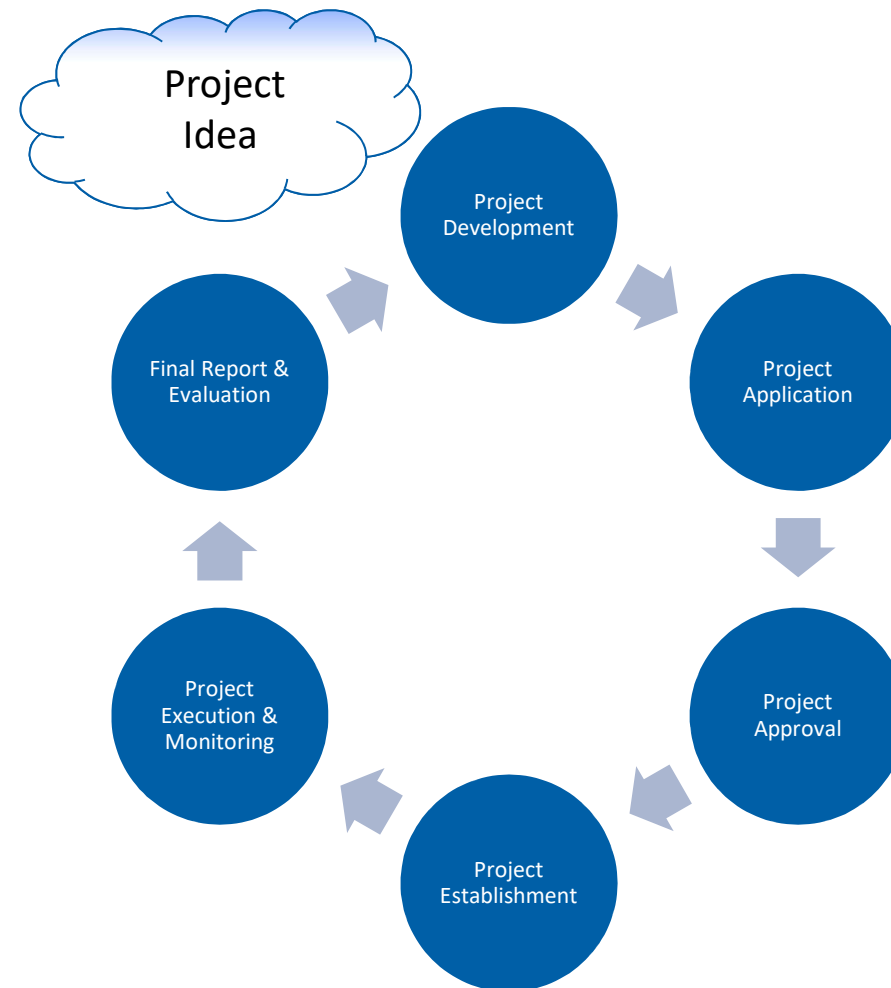 Project
Idea
Project
Development
Project
Application
Project
Approval
Project
Establishment
Project
Execution &
Monitoring
Final Report &
Evaluation